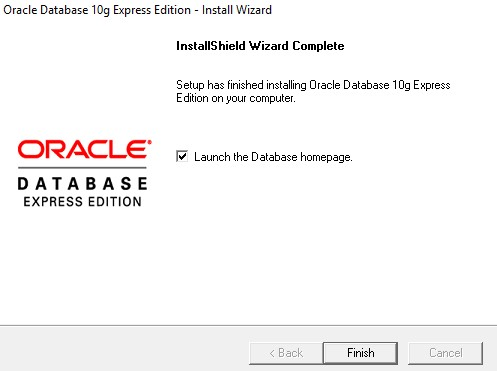 Oracle Database 10g Express Edition - Install Wizard
InstallShield Wizard Complete
Setup has finished installing Oracle Database 10g Express
Edition on your computer.
ORACLE®
DATABASE
EXPRESS EDITION
Launch the Database homepage.
< Back
Finish
Cancel